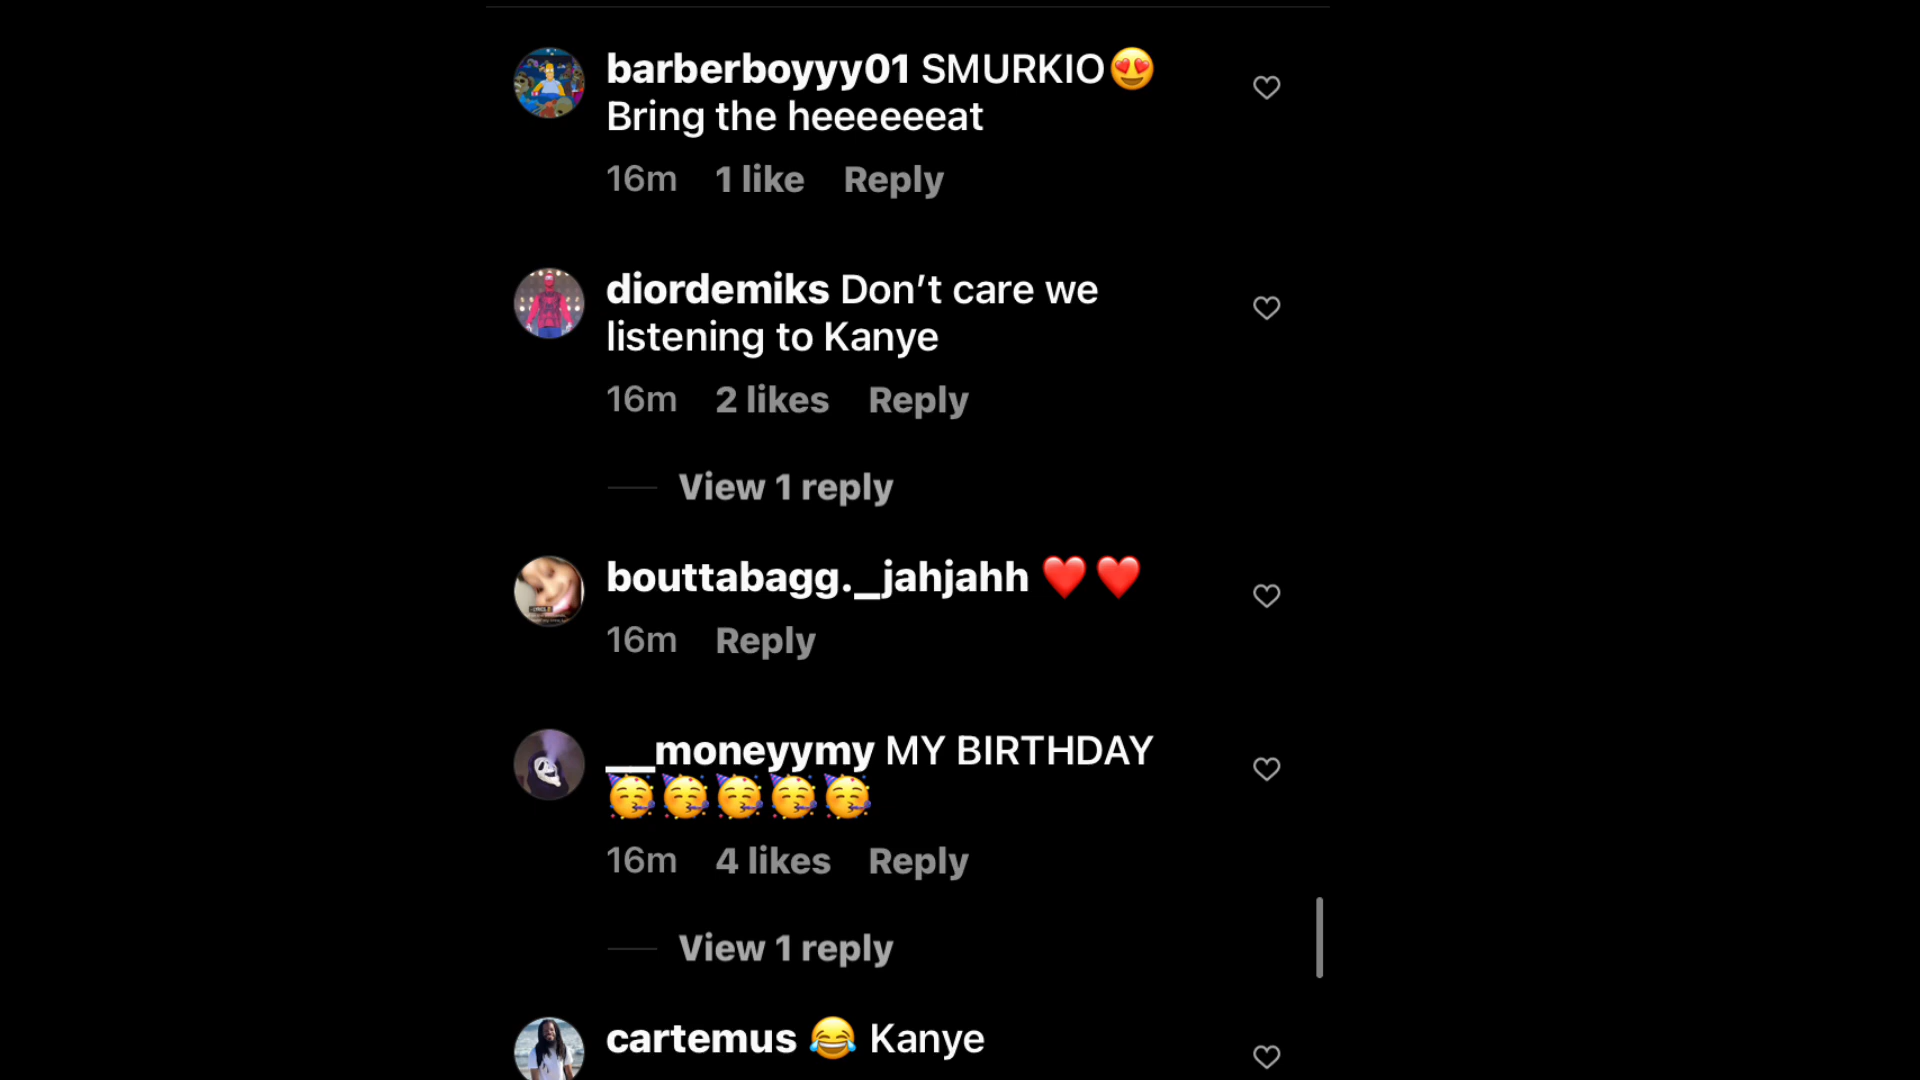 barberboyyy01 SMURKIO😍
Bring the heeeeeeat
16m 1 like Reply
diordemiks Don’t care we
listening to Kanye
16m 2 likes Reply
View 1 reply
bouttabagg._jahjahh ❤️❤️
16m Reply
__moneyymy MY BIRTHDAY
🥳🥳🥳🥳🥳
16m 4 likes Reply
View 1 reply
cartemus 😂 Kanye